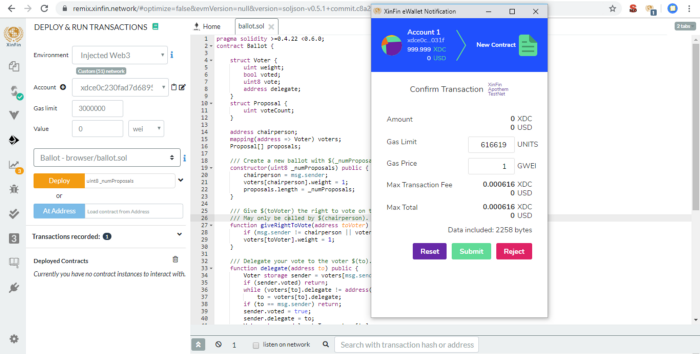 remix.xinfin.network/#optimize=false&evmVersion=null&version=soljson-v0.5.1+commit.c8a2
XinFin
DEPLOY & RUN TRANSACTIONS
Environment
Injected Web3
Custom (51) network
Account
xdce0c230fad7d6895
Gas limit
3000000
Value
0
wei
Ballot - browser/ballot.sol
Deploy
uint8 _numProposals
or
At Address
Load contract from Address
Transactions recorded: 1
Deployed Contracts
Currently you have no contract instances to interact with.
Home
ballot.sol
2 tabs
1 pragma solidity >=0.4.22 <0.6.0;
2 contract Ballot {
3
4 struct Voter {
5 uint weight;
6 bool voted;
7 uint8 vote;
8 address delegate;
9 }
10 struct Proposal {
11 uint voteCount;
12 }
13
14 address chairperson;
15 mapping(address => Voter) voters;
16 Proposal[] proposals;
17
18 /// Create a new ballot with $(_numProposa
19 constructor(uint8 _numProposals) public {
20 chairperson = msg.sender;
21 voters[chairperson].weight = 1;
22 proposals.length = _numProposals;
23 }
24
25 /// Give $(toVoter) the right to vote on t
26 /// May only be called by $(chairperson).
27 function giveRightToVote(address toVoter)
28 if (msg.sender != chairperson || voter
29 voters[toVoter].weight = 1;
30 }
31
32 /// Delegate your vote to the voter $(to).
33 function delegate(address to) public {
34 Voter storage sender = voters[msg.send
35 if (sender.voted) return;
36 while (voters[to].delegate != address(
37 to = voters[to].delegate;
38 if (to == msg.sender) return;
39 sender.voted = true;
40 sender.delegate = to;
1
listen on network
Search with transaction hash or address
XinFin eWallet Notification
Account 1
xdce0c...031f
999.999 XDC
0 USD
New Contract
Confirm Transaction
XinFin
Apothem
TestNet
Amount
0 XDC
0 USD
Gas Limit
616619
UNITS
Gas Price
1
GWEI
Max Transaction Fee
0.000616 XDC
0 USD
Max Total
0.000616 XDC
0 USD
Data included: 2258 bytes
Reset
Submit
Reject